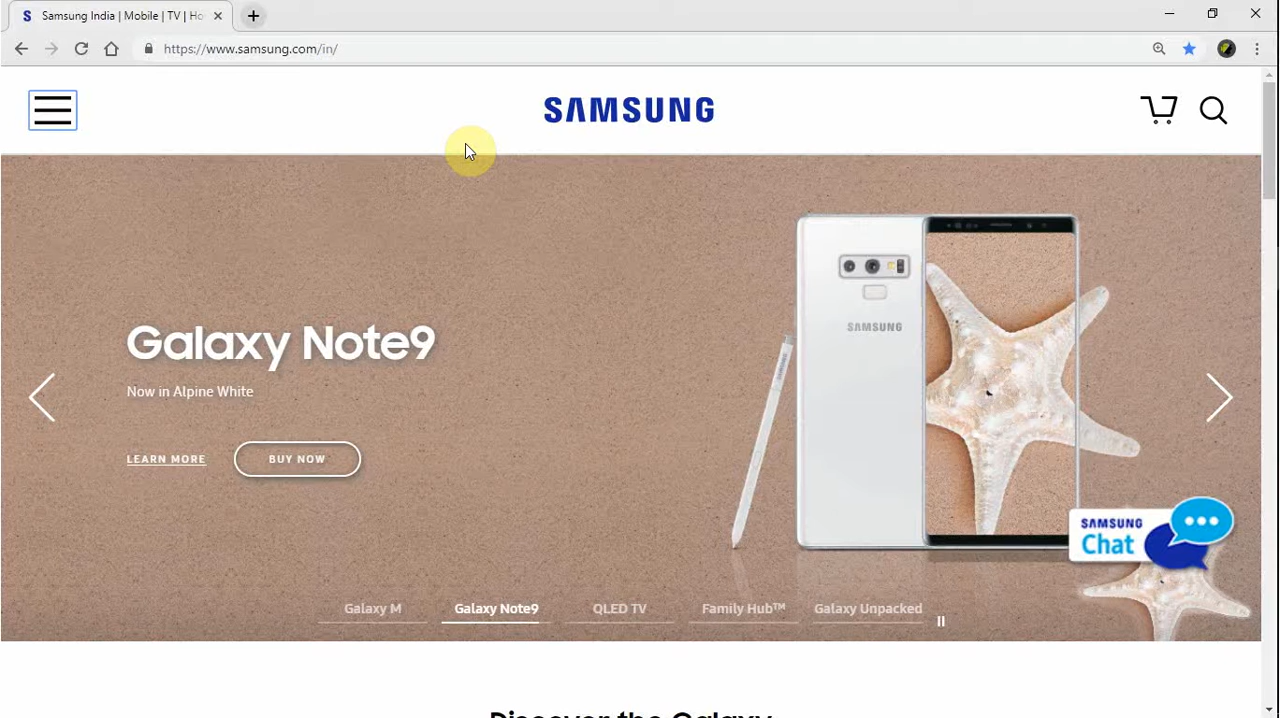 Samsung India | Mobile | TV | Ho
https://www.samsung.com/in/
SAMSUNG
SAMSUNG
Galaxy Note9
Now in Alpine White
LEARN MORE
BUY NOW
SAMSUNG
Chat
Galaxy M
Galaxy Note9
QLED TV
Family Hub™
Galaxy Unpacked
Discover the Galaxy